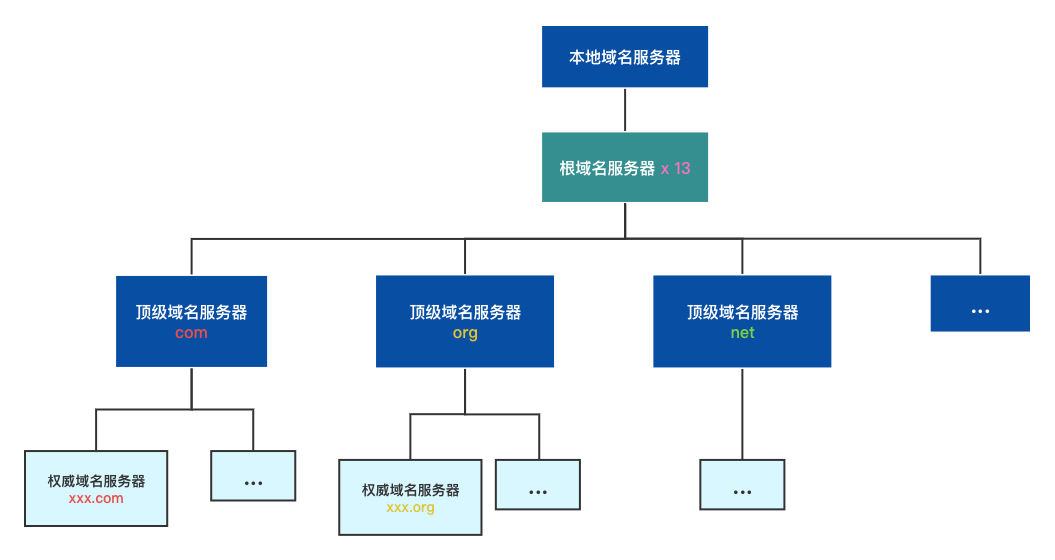 本地域名服务器
根域名服务器 x 13
顶级域名服务器
com
顶级域名服务器
org
顶级域名服务器
net
...
权威域名服务器
xxx.com
...
权威域名服务器
xxx.org
...
...